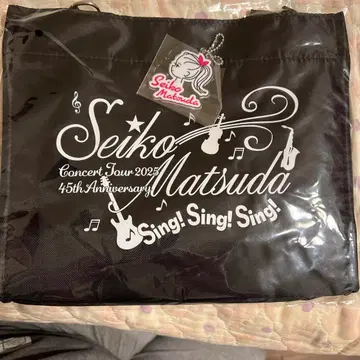 Seiko
Matsuda
Seiko
Concert Tour 2025
45th Anniversary
Matsuda
Sing! Sing! Sing!